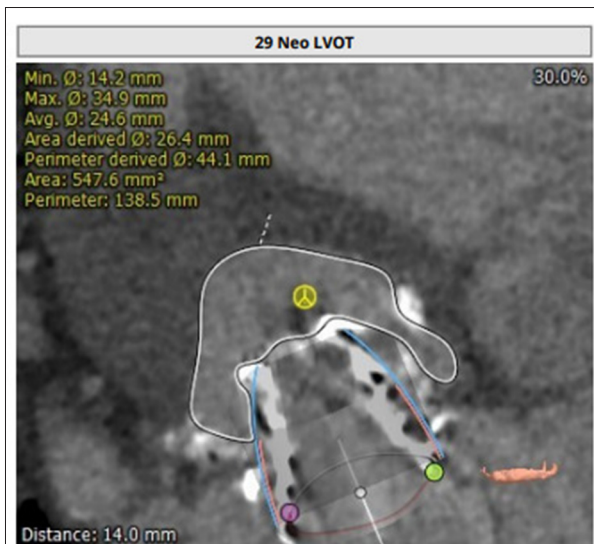 29 Neo LVOT
Min. Ø: 14.2 mm
30.0%
Max. Ø: 34.9 mm
Avg. Ø: 24.6 mm
Area derived Ø: 26.4 mm
Perimeter derived Ø: 44.1 mm
Area: 547.6 mm²
Perimeter: 138.5 mm
Distance: 14.0 mm